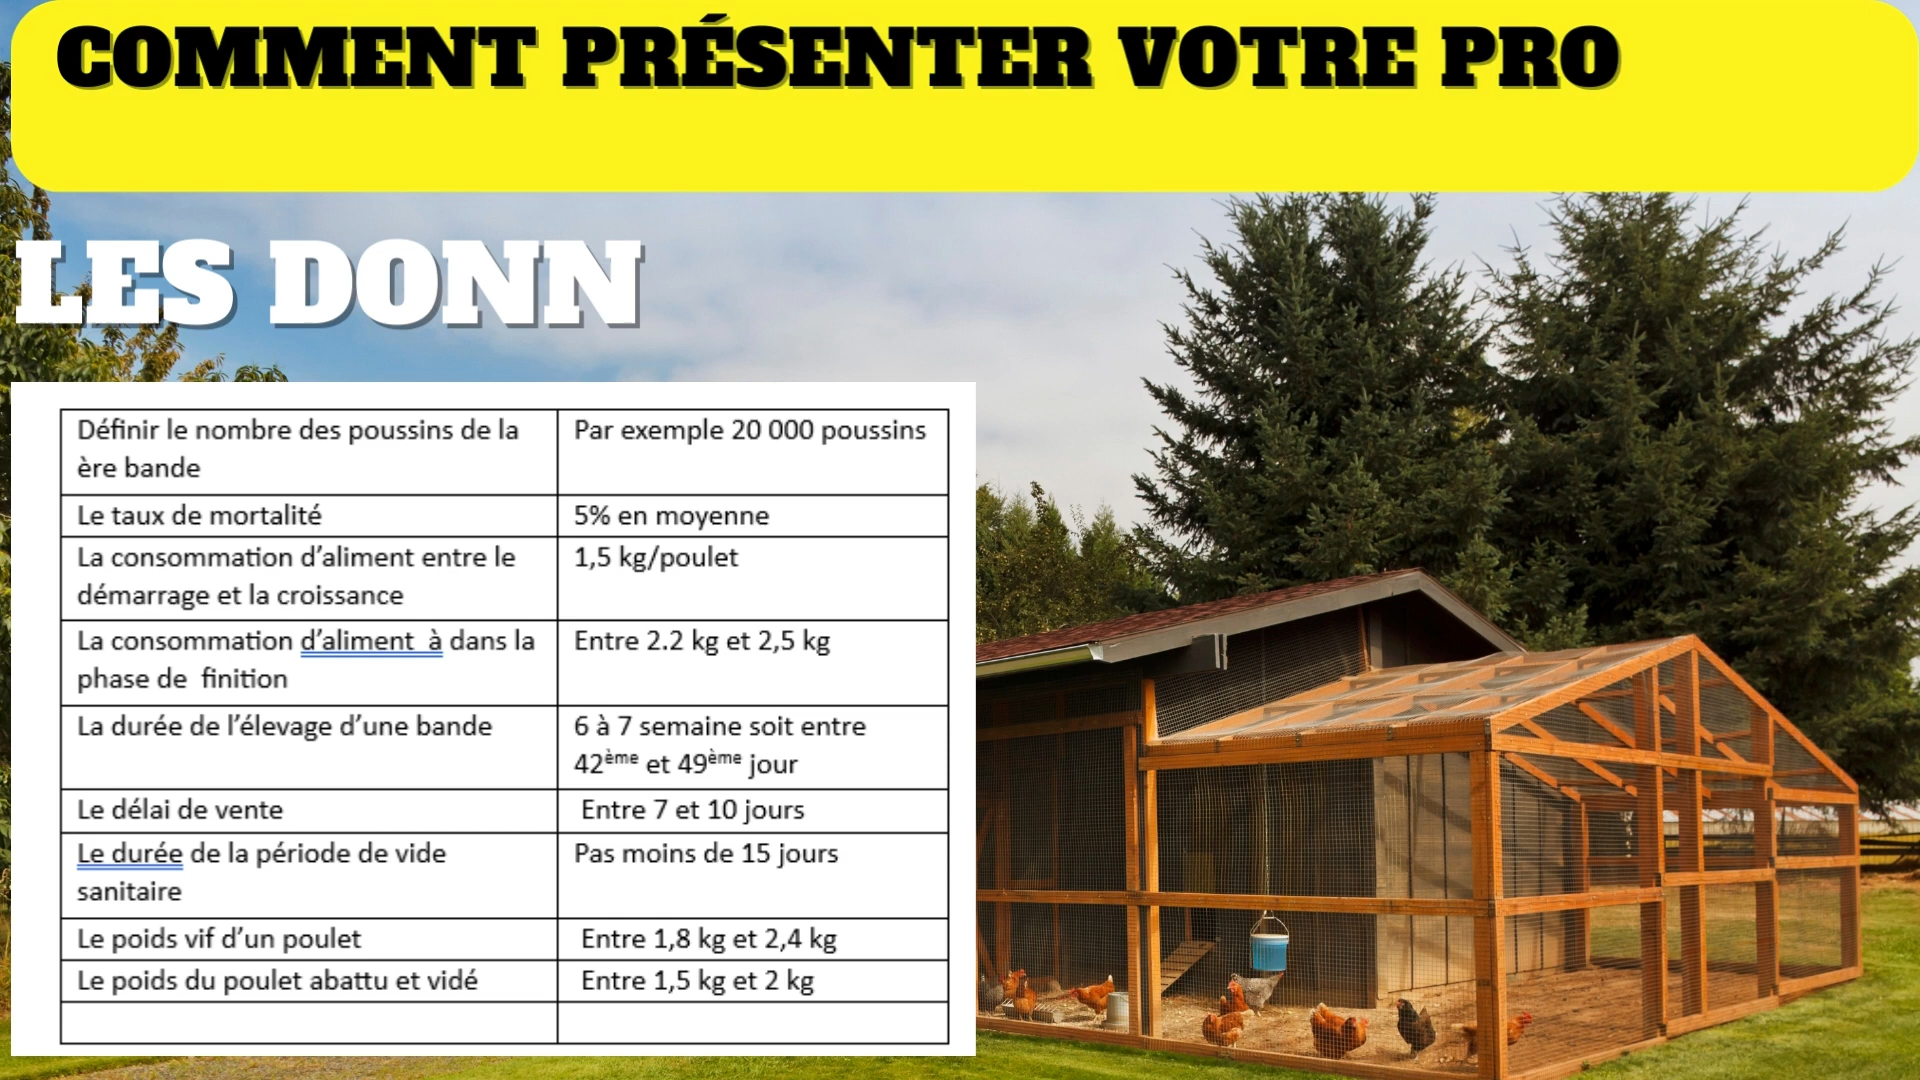 COMMENT PRÉSENTER VOTRE PRO
LES DONN
Définir le nombre des poussins de la
ère bande
Par exemple 20 000 poussins
Le taux de mortalité
5% en moyenne
La consommation d’aliment entre le
démarrage et la croissance
1,5 kg/poulet
La consommation d’aliment à dans la
phase de finition
Entre 2.2 kg et 2,5 kg
La durée de l’élevage d’une bande
6 à 7 semaine soit entre
42ème et 49ème jour
Le délai de vente
Entre 7 et 10 jours
Le durée de la période de vide
sanitaire
Pas moins de 15 jours
Le poids vif d’un poulet
Entre 1,8 kg et 2,4 kg
Le poids du poulet abattu et vidé
Entre 1,5 kg et 2 kg